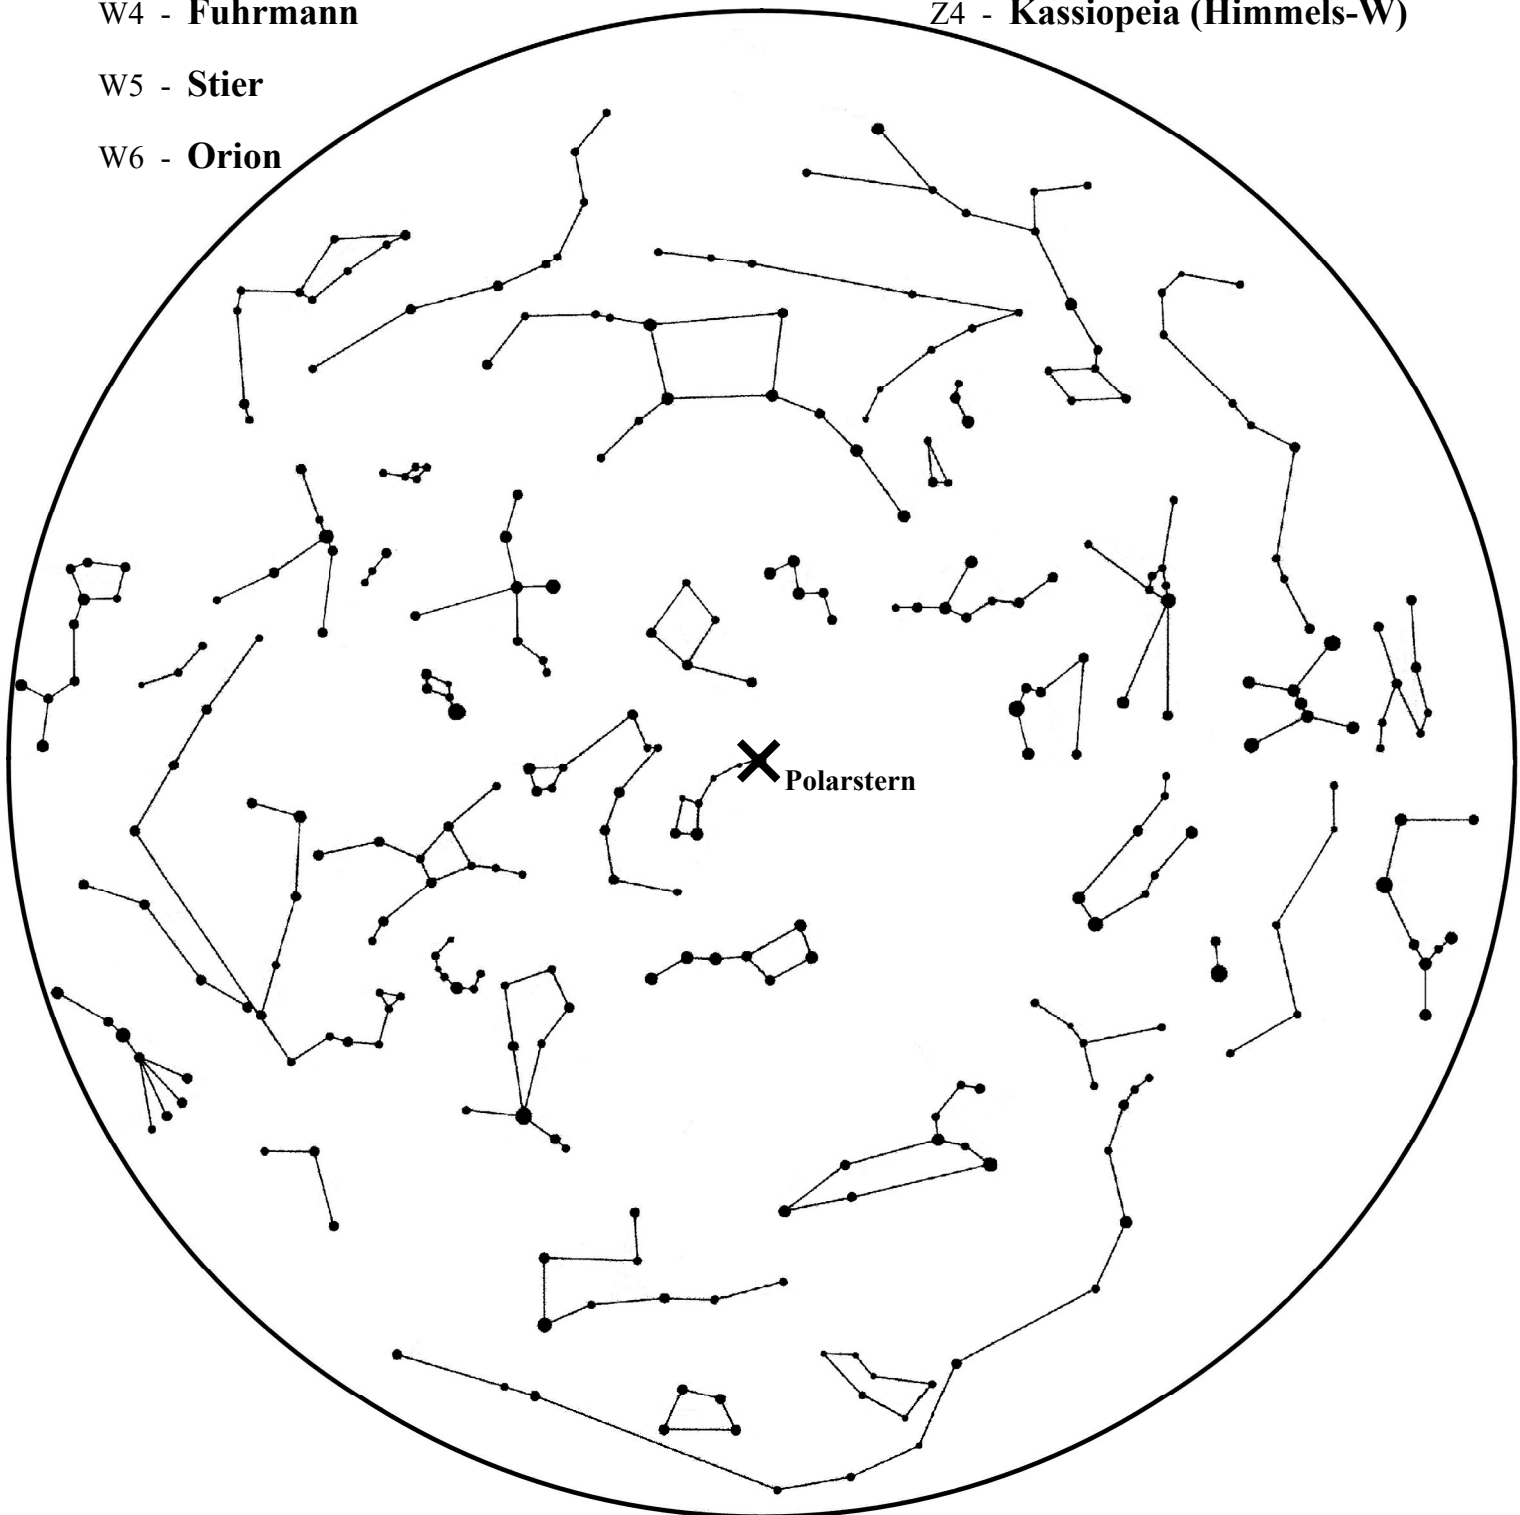 W4 - Fuhrmann
Z4 - Kassiopeia (Himmels-W)
W5 - Stier
W6 - Orion
Polarstern